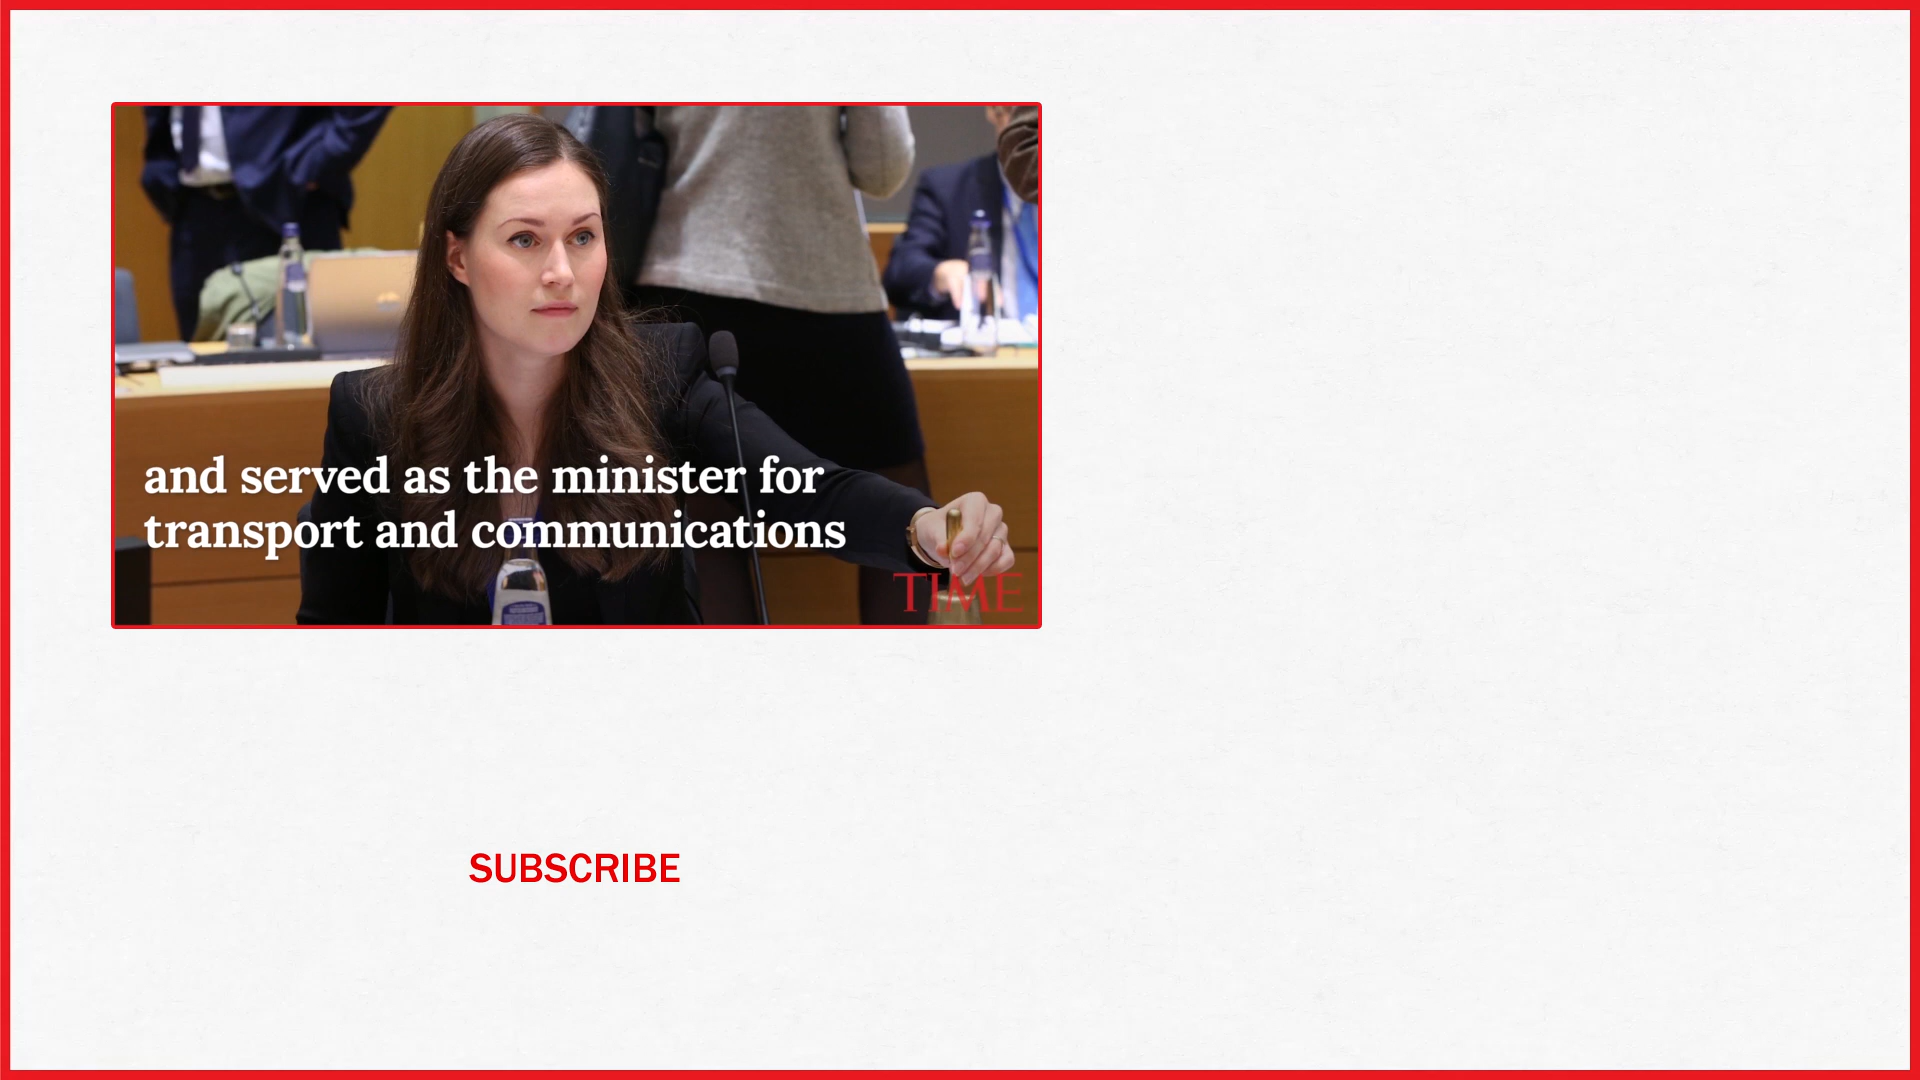 and served as the minister for
transport and communications
TIME
SUBSCRIBE